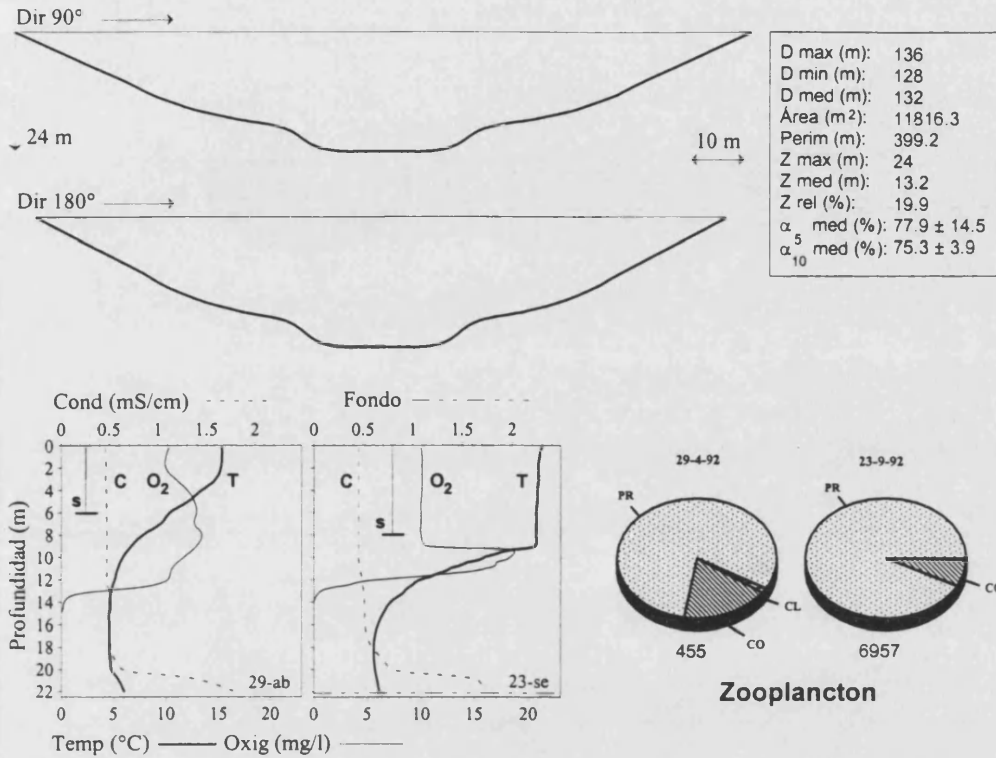 Dir 90°
24 m
10 m
Dir 180°
D max (m): 136
D min (m): 128
D med (m): 132
Área (m²): 11816.3
Perim (m): 399.2
Z max (m): 24
Z med (m): 13.2
Z rel (%): 19.9
α5 med (%): 77.9 ± 14.5
α10 med (%): 75.3 ± 3.9
Cond (mS/cm) Fondo
0 0.5 1 1.5 2 0 0.5 1 1.5 2
Profundidad (m)
0
2
4
6
8
10
12
14
16
18
20
22
C O₂ T
S
29-ab
C O₂ T
S
23-se
0 5 10 15 20 0 5 10 15 20
Temp (°C) Oxig (mg/l)
29-4-92 23-9-92
PR
CL
CO
455
PR
CO
6957
Zooplancton